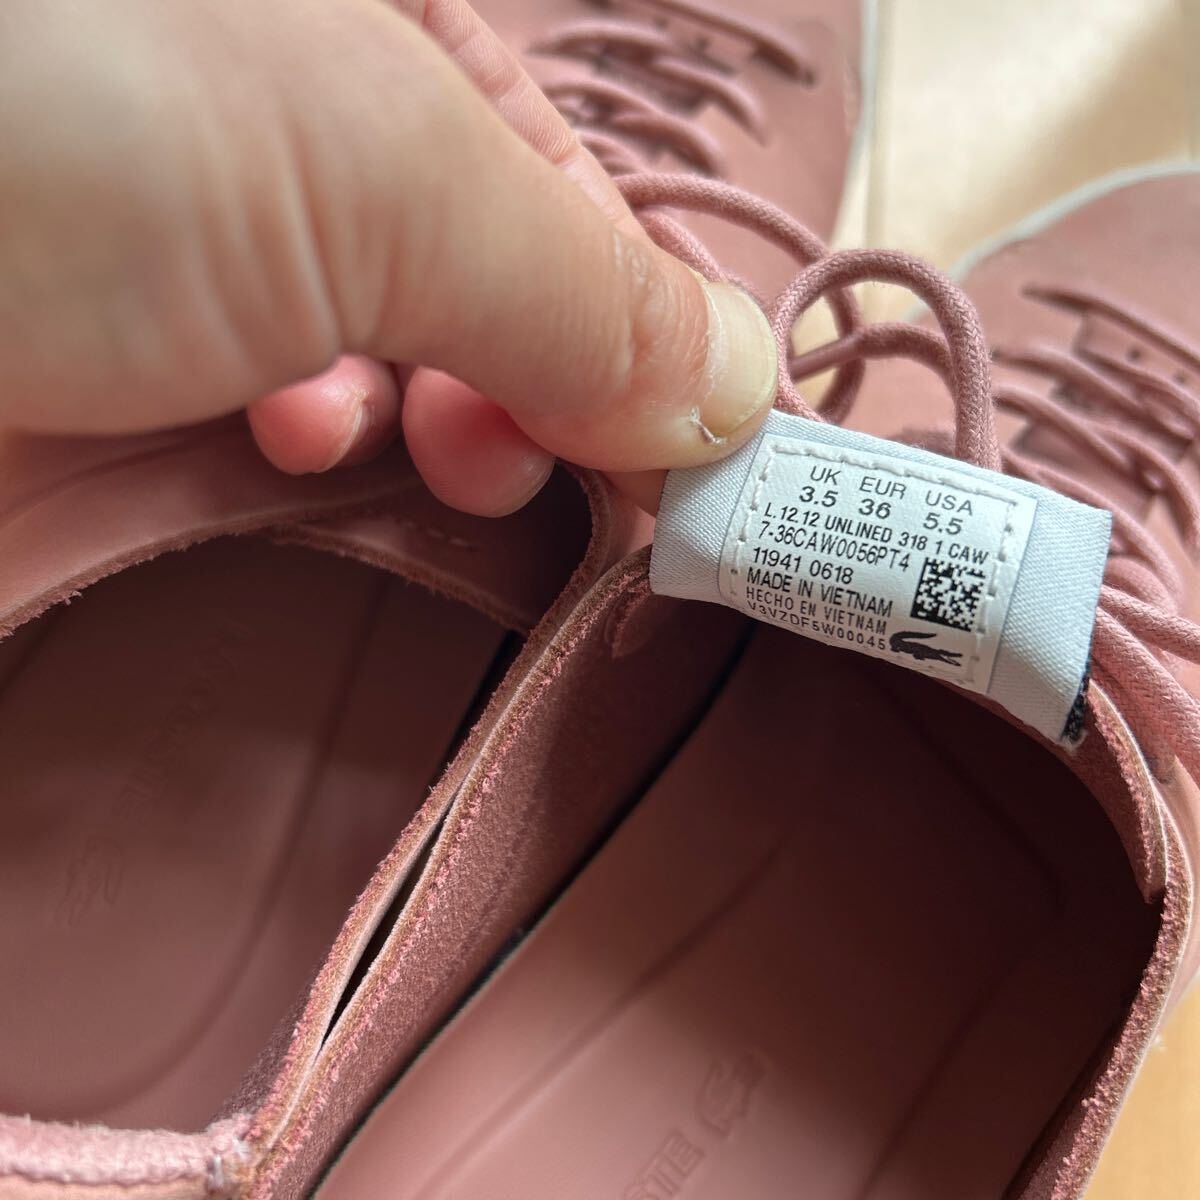 UK EUR USA
3.5 36 5.5
L.12.12 UNLINED 318 1 CAW
7-36CAW0056PT4
11941 0618
MADE IN VIETNAM
HECHO EN VIETNAM
V3VZDF5W00045
LACOSTE